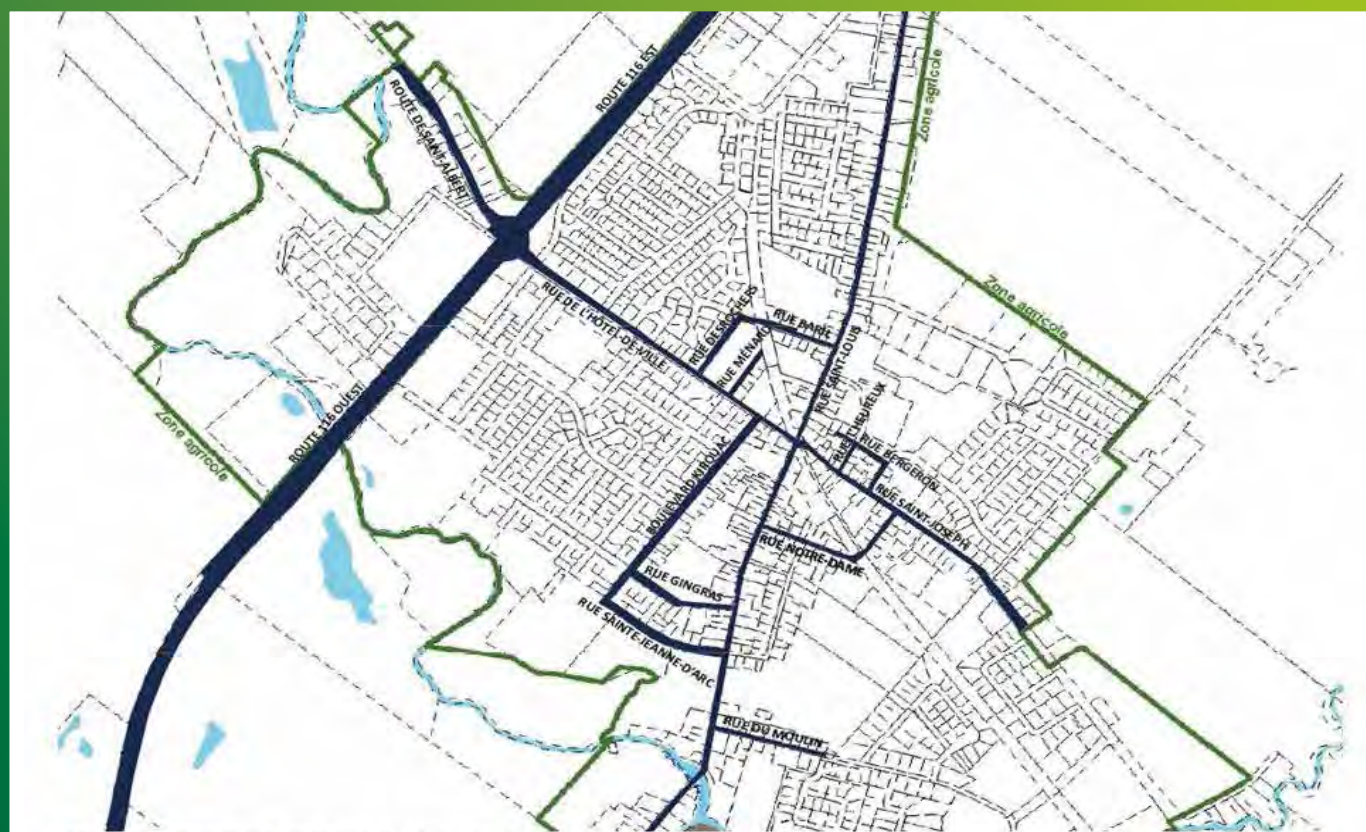 ROUTE 116 EST
ROUTE DE SAINT-ALBERT
Zone agricole
Zone agricole
RUE DE L'HÔTEL-DE-VILLE
RUE DESROCHERS
RUE BARIL
RUE MÉNARD
RUE SAINT-LOUIS
ROUTE 116 OUEST
Zone agricole
RUE L'HEUREUX
RUE BERGERON
BOULEVARD KIROUAC
RUE SAINT-JOSEPH
RUE NOTRE-DAME
RUE GINGRAS
RUE SAINTE-JEANNE-D'ARC
RUE DU MOULIN